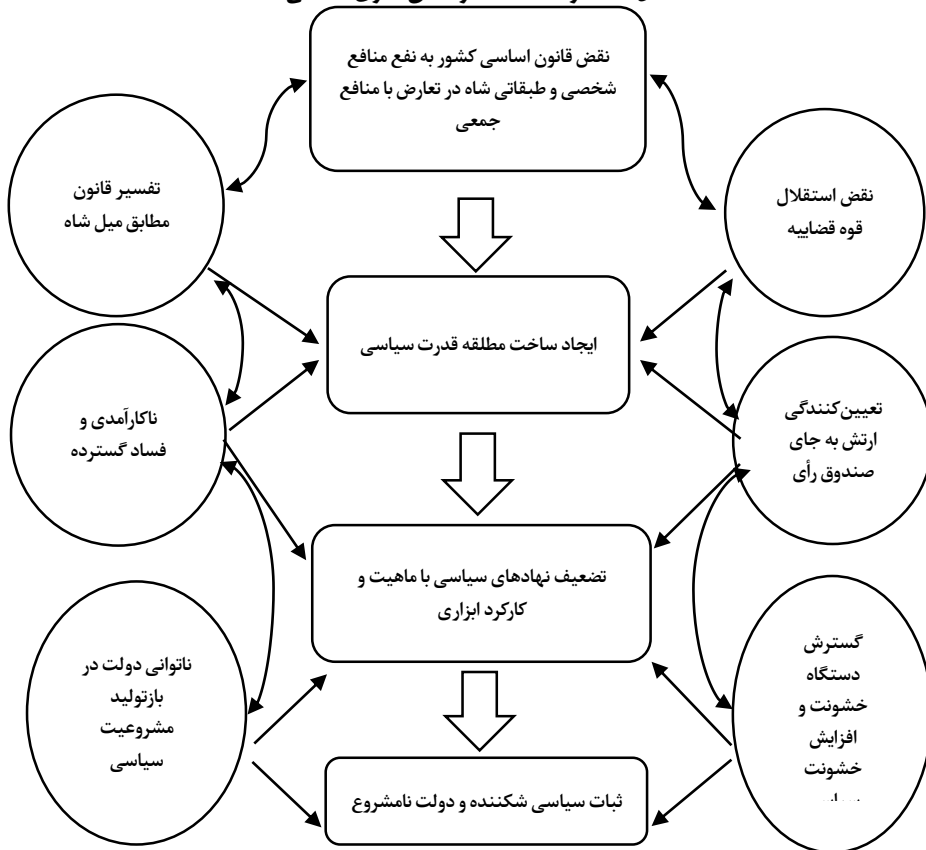 نقض قانون اساسی کشور به نفع منافع
شخصی و طبقاتی شاه در تعارض با منافع
جمعی
نقض استقلال
قوه قضاییه
تفسیر قانون
مطابق میل شاه
ایجاد ساخت مطلقه قدرت سیاسی
تعیین‌کنندگی
ارتش به جای
صندوق رأی
ناکارآمدی و
فساد گسترده
تضعیف نهادهای سیاسی با ماهیت و
کارکرد ابزاری
گسترش
دستگاه
خشونت و
افزایش
خشونت
ناتوانی دولت در
بازتولید
مشروعیت
سیاسی
ثبات سیاسی شکننده و دولت نامشروع